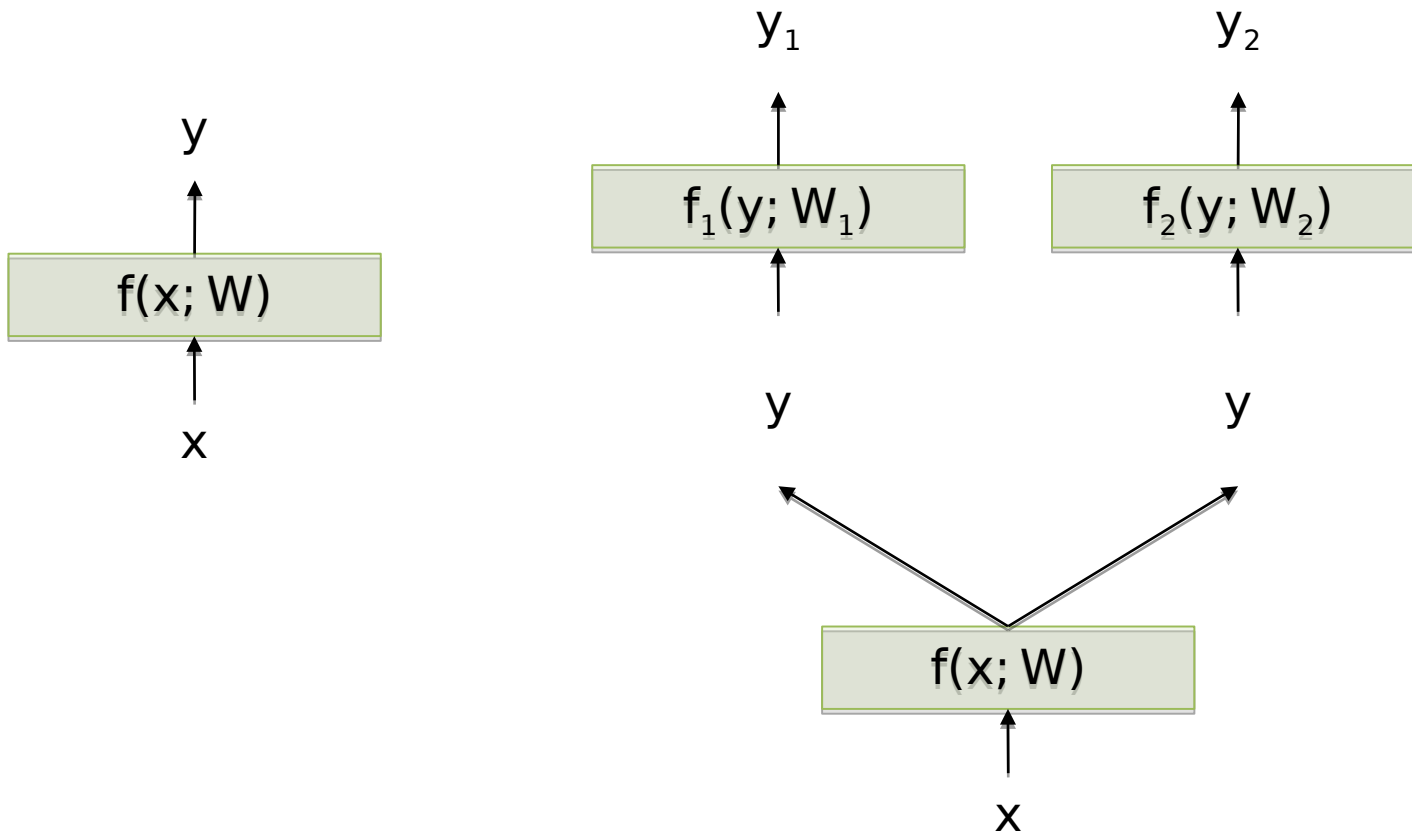 y
f(x; W)
x
y₁ y₂
f₁(y; W₁) f₂(y; W₂)
y y
f(x; W)
x